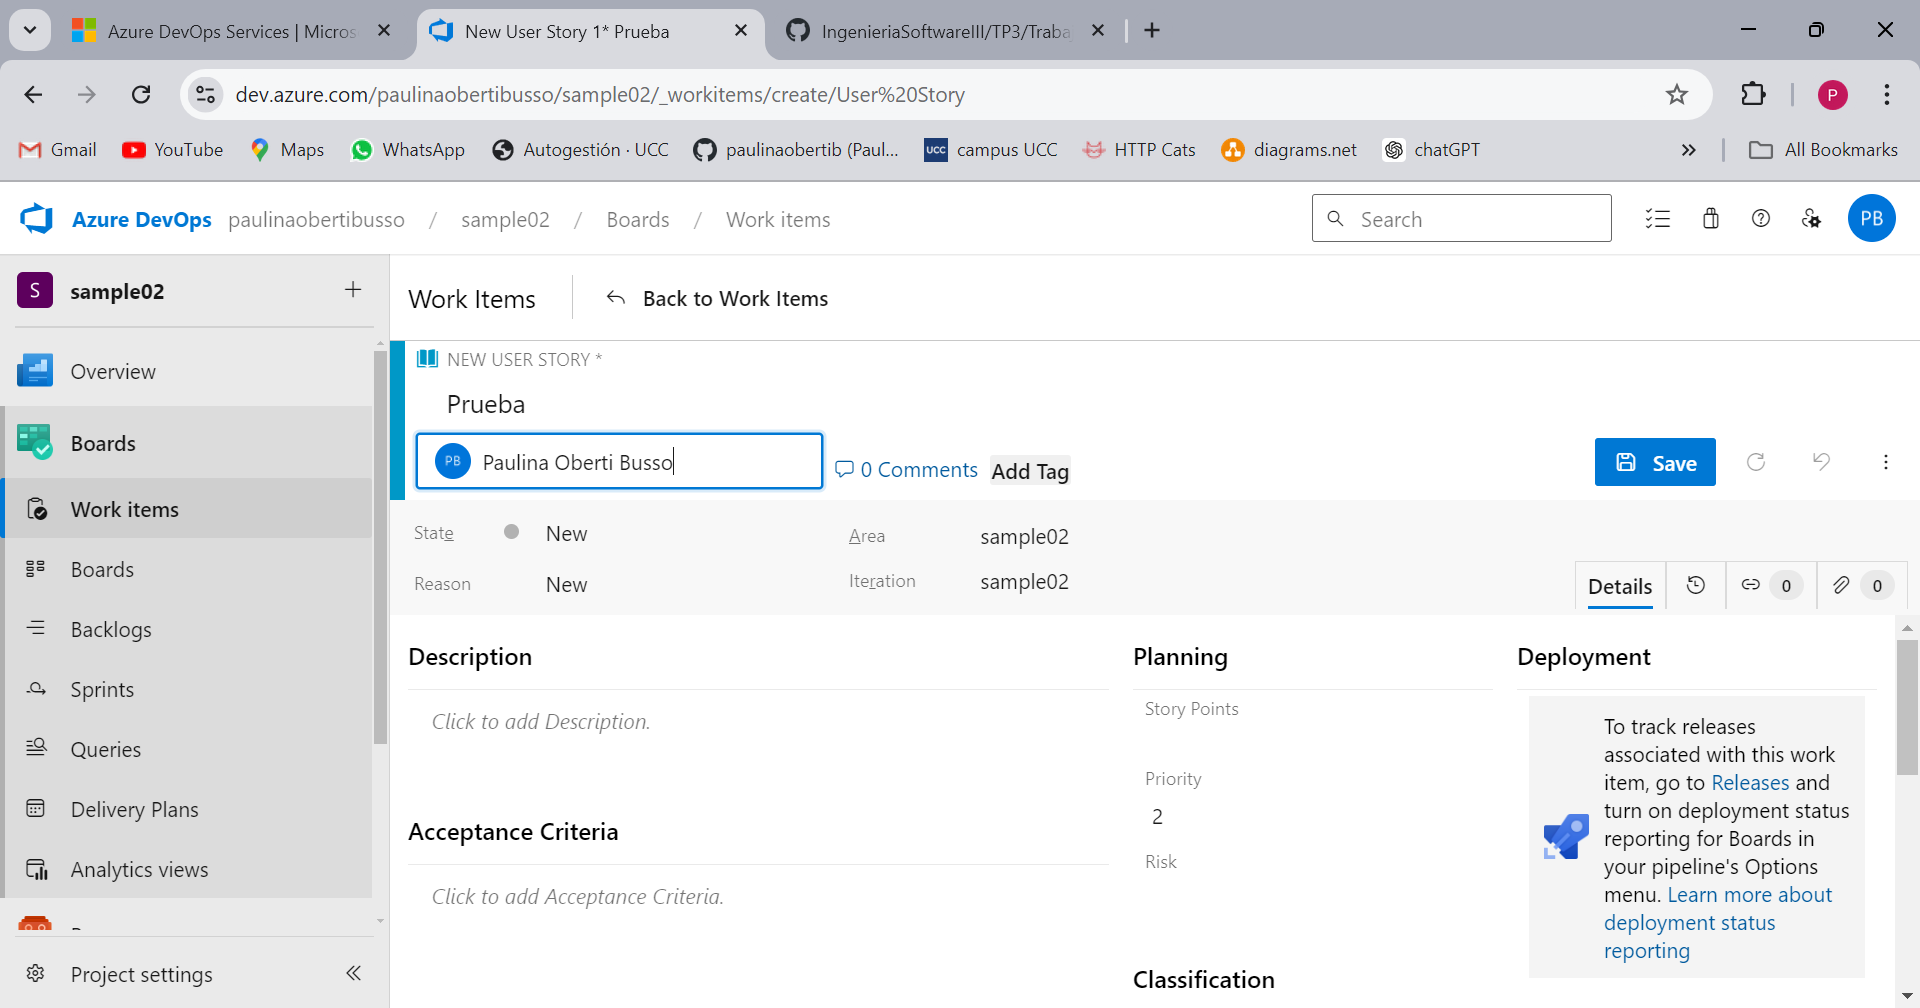 Azure DevOps Services | Micros
New User Story 1* Prueba
IngenieriaSoftwareIII/TP3/Traba
dev.azure.com/paulinaobertibusso/sample02/_workitems/create/User%20Story
P
Gmail
YouTube
Maps
WhatsApp
Autogestión · UCC
paulinaobertib (Paul...
UCC
campus UCC
HTTP Cats
diagrams.net
chatGPT
All Bookmarks
Azure DevOps
paulinaobertibusso / sample02 / Boards / Work items
Search
PB
S
sample02
Overview
Boards
Work items
Boards
Backlogs
Sprints
Queries
Delivery Plans
Analytics views
Project settings
Work Items
Back to Work Items
NEW USER STORY *
Prueba
PB
Paulina Oberti Busso
0 Comments
Add Tag
Save
State
New
Area
sample02
Reason
New
Iteration
sample02
Details
0
0
Description
Click to add Description.
Acceptance Criteria
Click to add Acceptance Criteria.
Planning
Story Points
Priority
2
Risk
Classification
Deployment
To track releases
associated with this work
item, go to Releases and
turn on deployment status
reporting for Boards in
your pipeline's Options
menu. Learn more about
deployment status
reporting